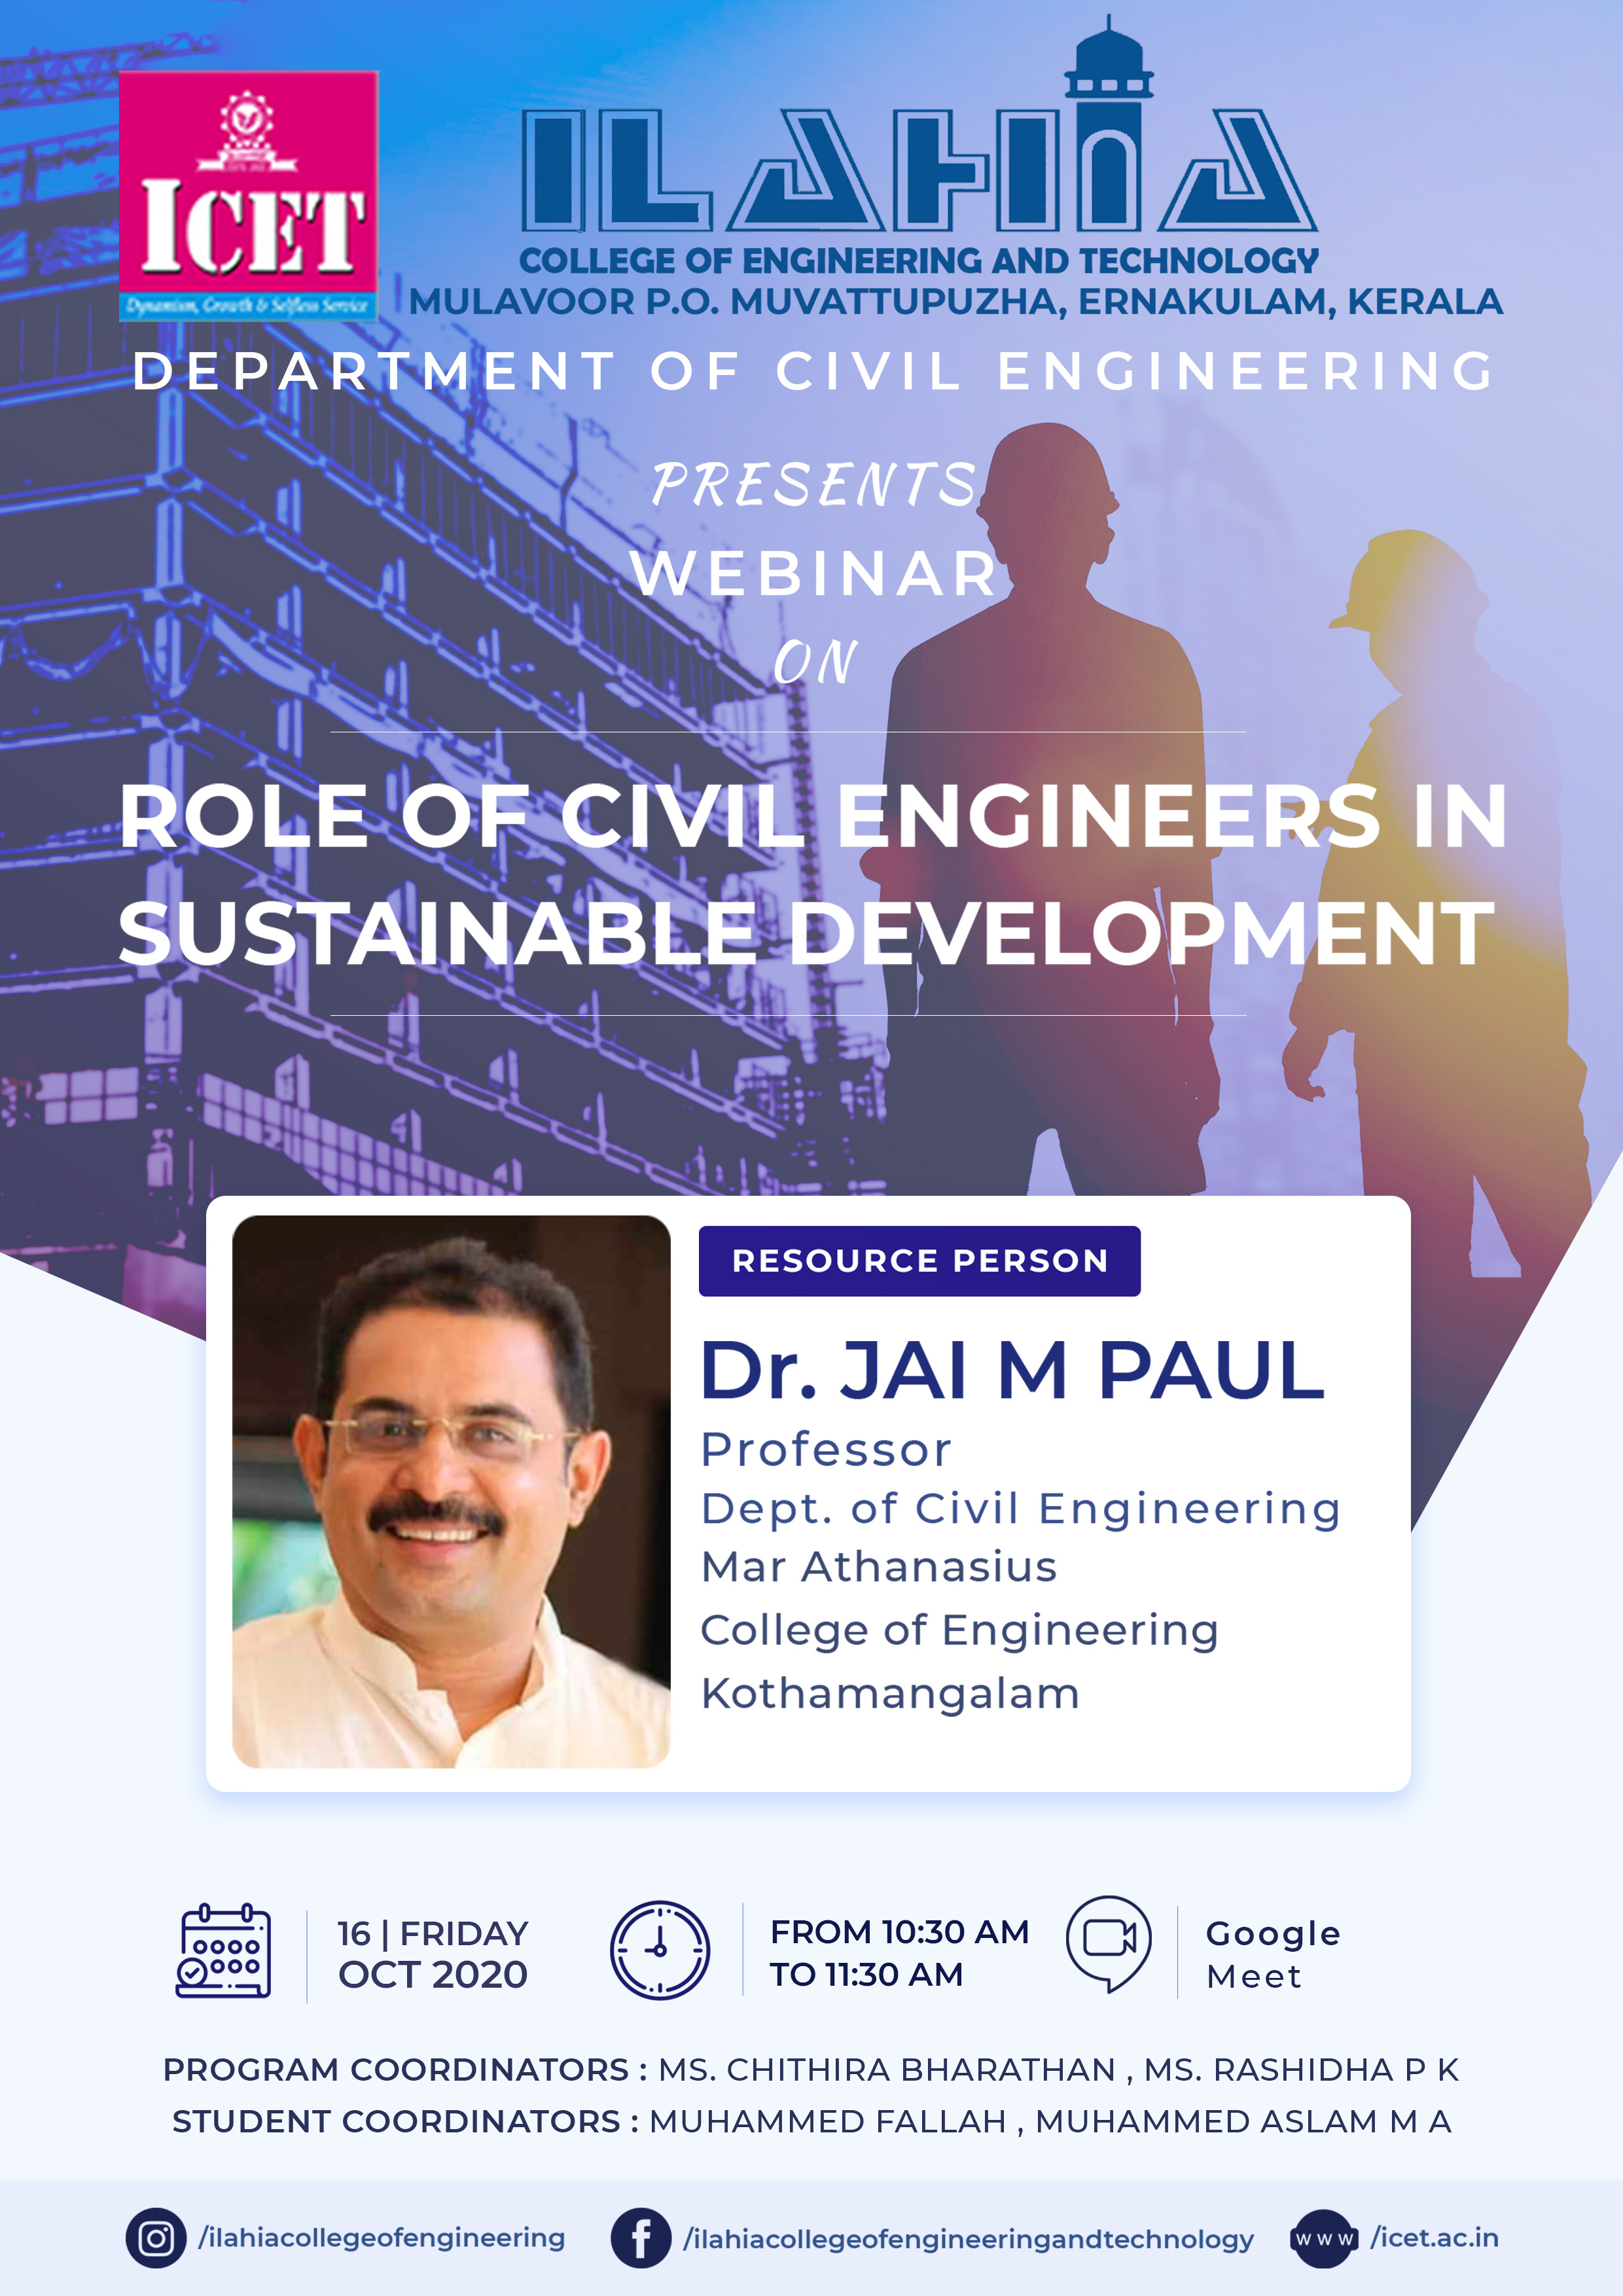 ICET
Dynamism, Growth & Selfless Service
ILAHIA
COLLEGE OF ENGINEERING AND TECHNOLOGY
MULAVOOR P.O. MUVATTUPUZHA, ERNAKULAM, KERALA
DEPARTMENT OF CIVIL ENGINEERING
PRESENTS
WEBINAR
ON
ROLE OF CIVIL ENGINEERS IN
SUSTAINABLE DEVELOPMENT
RESOURCE PERSON
Dr. JAI M PAUL
Professor
Dept. of Civil Engineering
Mar Athanasius
College of Engineering
Kothamangalam
16 | FRIDAY
OCT 2020
FROM 10:30 AM
TO 11:30 AM
Google
Meet
PROGRAM COORDINATORS : MS. CHITHIRA BHARATHAN , MS. RASHIDHA P K
STUDENT COORDINATORS : MUHAMMED FALLAH , MUHAMMED ASLAM M A
/ilahiacollegeofengineering
/ilahiacollegeofengineeringandtechnology
www /icet.ac.in